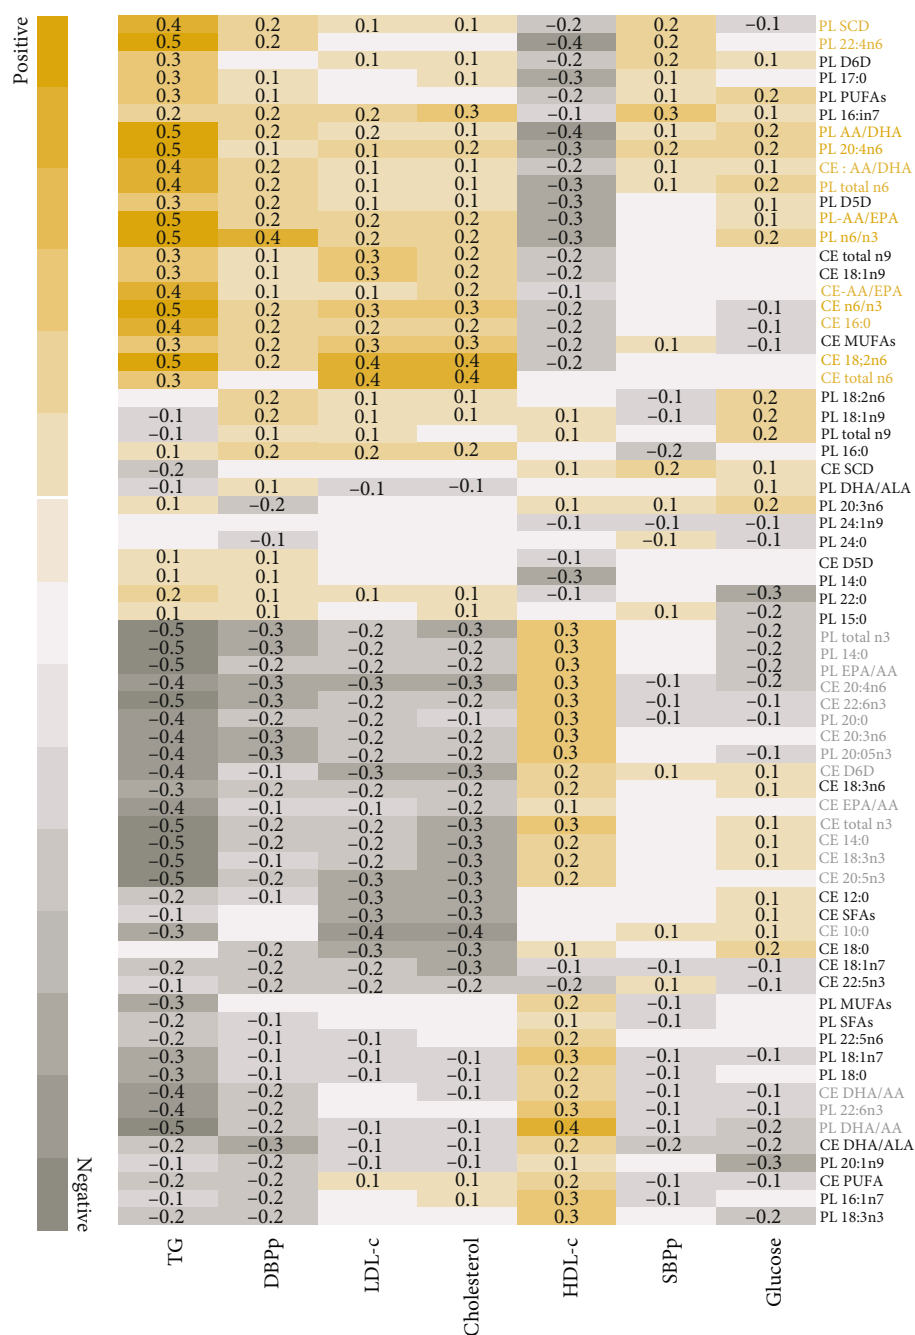 Positive
0.4 0.2 0.1 0.1 −0.2 0.2 −0.1 PL SCD
0.5 0.2 −0.4 0.2 PL 22:4n6
0.3 0.1 0.1 −0.2 0.2 0.1 PL D6D
0.3 0.1 0.1 −0.3 0.1 PL 17:0
0.3 0.1 −0.2 0.1 0.2 PL PUFAs
0.2 0.2 0.2 0.3 −0.1 0.3 0.1 PL 16:in7
0.5 0.2 0.2 0.1 −0.4 0.1 0.2 PL AA/DHA
0.5 0.1 0.1 0.2 −0.3 0.2 0.2 PL 20:4n6
0.4 0.2 0.1 0.1 −0.2 0.1 0.1 CE : AA/DHA
0.4 0.2 0.1 0.1 −0.3 0.1 0.2 PL total n6
0.3 0.2 0.1 0.1 −0.3 0.1 PL D5D
0.5 0.2 0.2 0.2 −0.3 0.1 PL-AA/EPA
0.5 0.4 0.2 0.2 −0.3 0.2 PL n6/n3
0.3 0.1 0.3 0.2 −0.2 CE total n9
0.3 0.1 0.3 0.2 −0.2 CE 18:1n9
0.4 0.1 0.1 0.2 −0.1 CE-AA/EPA
0.5 0.2 0.3 0.3 −0.2 −0.1 CE n6/n3
0.4 0.2 0.2 0.2 −0.2 −0.1 CE 16:0
0.3 0.2 0.3 0.3 −0.2 0.1 −0.1 CE MUFAs
0.5 0.2 0.4 0.4 −0.2 CE 18;2n6
0.3 0.4 0.4 CE total n6
0.2 0.1 0.1 −0.1 0.2 PL 18:2n6
−0.1 0.2 0.1 0.1 0.1 −0.1 0.2 PL 18:1n9
−0.1 0.1 0.1 0.1 0.2 PL total n9
0.1 0.2 0.2 0.2 −0.2 PL 16:0
−0.2 0.1 0.2 0.1 CE SCD
−0.1 0.1 −0.1 −0.1 0.1 PL DHA/ALA
0.1 −0.2 0.1 0.1 0.2 PL 20:3n6
−0.1 −0.1 −0.1 PL 24:1n9
−0.1 −0.1 −0.1 PL 24:0
0.1 0.1 −0.1 CE D5D
0.1 0.1 −0.3 PL 14:0
0.2 0.1 0.1 0.1 −0.1 −0.3 PL 22:0
0.1 0.1 0.1 0.1 −0.2 PL 15:0
−0.5 −0.3 −0.2 −0.3 0.3 −0.2 PL total n3
−0.5 −0.3 −0.2 −0.2 0.3 −0.2 PL 14:0
−0.5 −0.2 −0.2 −0.2 0.3 −0.2 PL EPA/AA
−0.4 −0.3 −0.3 −0.3 0.3 −0.1 −0.2 CE 20:4n6
−0.5 −0.3 −0.2 −0.2 0.3 −0.1 −0.1 CE 22:6n3
−0.4 −0.2 −0.2 −0.1 0.3 −0.1 −0.1 PL 20:0
−0.4 −0.3 −0.2 −0.2 0.3 CE 20:3n6
−0.4 −0.3 −0.2 −0.2 0.3 −0.1 PL 20:05n3
−0.4 −0.1 −0.3 −0.3 0.2 0.1 0.1 CE D6D
−0.3 −0.2 −0.2 −0.2 0.2 0.1 CE 18:3n6
−0.4 −0.1 −0.1 −0.2 0.1 CE EPA/AA
−0.5 −0.2 −0.2 −0.3 0.3 0.1 CE total n3
−0.5 −0.2 −0.2 −0.3 0.2 0.1 CE 14:0
−0.5 −0.1 −0.2 −0.3 0.2 0.1 CE 18:3n3
−0.5 −0.2 −0.3 −0.3 0.2 CE 20:5n3
−0.2 −0.1 −0.3 −0.3 0.1 CE 12:0
−0.1 −0.3 −0.3 0.1 CE SFAs
−0.3 −0.4 −0.4 0.1 0.1 CE 10:0
−0.2 −0.3 −0.3 0.1 0.2 CE 18:0
−0.2 −0.2 −0.2 −0.3 −0.1 −0.1 −0.1 CE 18:1n7
−0.1 −0.2 −0.2 −0.2 −0.2 0.1 −0.1 CE 22:5n3
−0.3 0.2 −0.1 PL MUFAs
−0.2 −0.1 0.1 −0.1 PL SFAs
−0.2 −0.1 −0.1 0.2 PL 22:5n6
−0.3 −0.1 −0.1 −0.1 0.3 −0.1 −0.1 PL 18:1n7
−0.3 −0.1 −0.1 −0.1 0.2 −0.1 PL 18:0
−0.4 −0.2 −0.1 0.2 −0.1 −0.1 CE DHA/AA
−0.4 −0.2 0.3 −0.1 −0.1 PL 22:6n3
−0.5 −0.2 −0.1 −0.1 0.4 −0.1 −0.2 PL DHA/AA
−0.2 −0.3 −0.1 −0.1 0.2 −0.2 −0.2 CE DHA/ALA
−0.1 −0.2 −0.1 −0.1 0.1 −0.3 PL 20:1n9
−0.2 −0.2 0.1 0.1 0.2 −0.1 −0.1 CE PUFA
−0.1 −0.2 0.1 0.3 −0.1 PL 16:1n7
−0.2 −0.2 0.3 −0.2 PL 18:3n3
Negative
TG DBPp LDL-c Cholesterol HDL-c SBPp Glucose